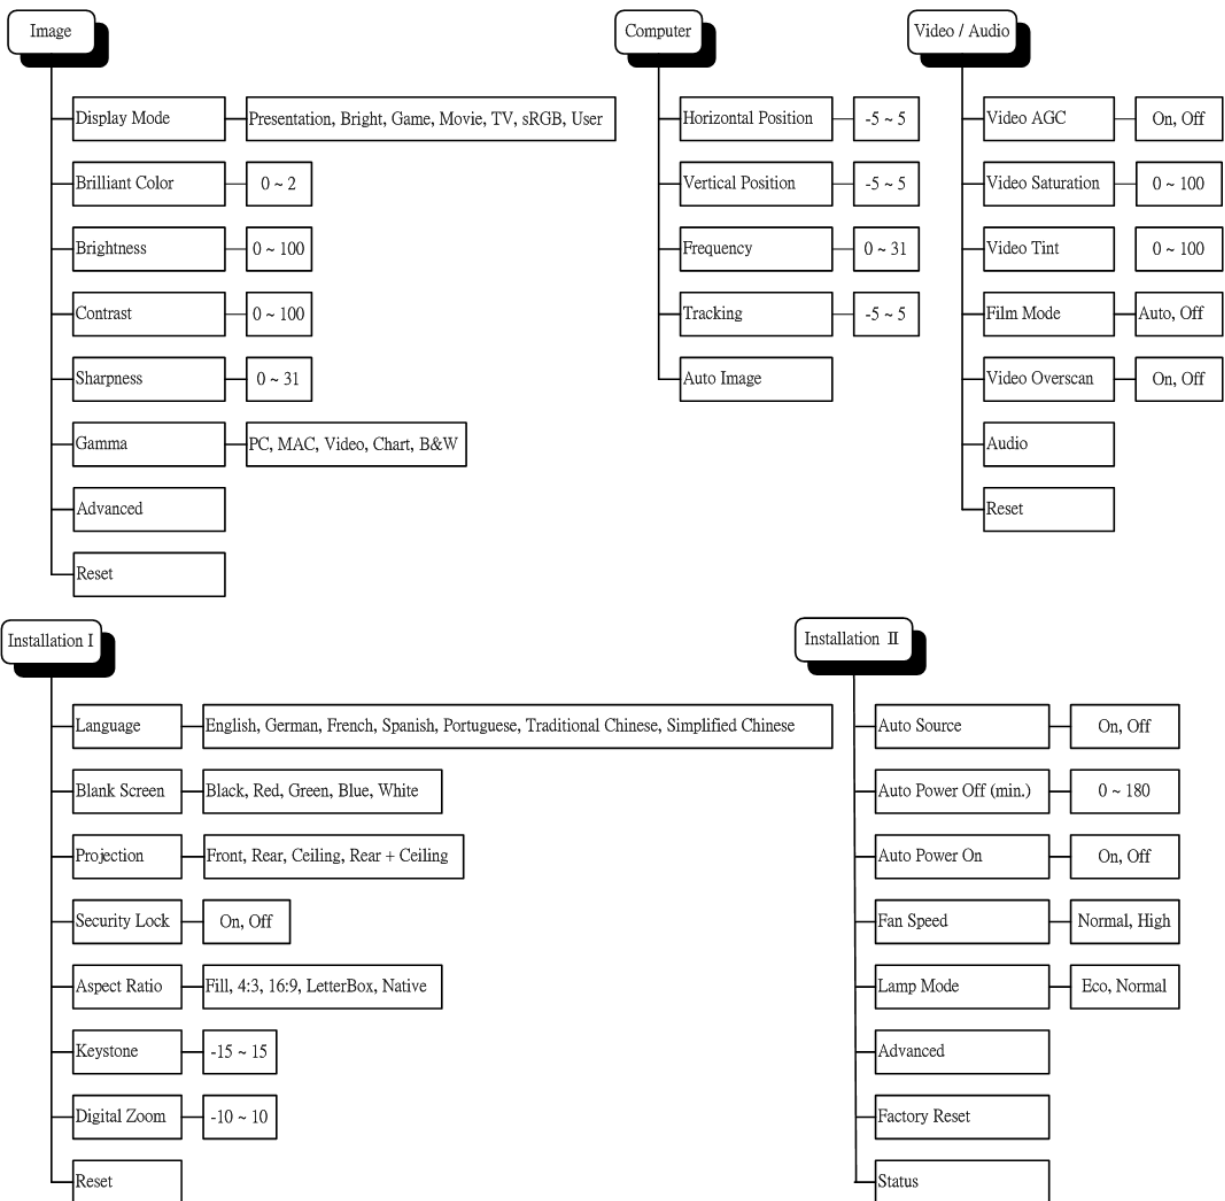 Image
Display Mode
Presentation, Bright, Game, Movie, TV, sRGB, User
Brilliant Color
0 ~ 2
Brightness
0 ~ 100
Contrast
0 ~ 100
Sharpness
0 ~ 31
Gamma
PC, MAC, Video, Chart, B&W
Advanced
Reset
Computer
Horizontal Position
-5 ~ 5
Vertical Position
-5 ~ 5
Frequency
0 ~ 31
Tracking
-5 ~ 5
Auto Image
Video / Audio
Video AGC
On, Off
Video Saturation
0 ~ 100
Video Tint
0 ~ 100
Film Mode
Auto, Off
Video Overscan
On, Off
Audio
Reset
Installation I
Language
English, German, French, Spanish, Portuguese, Traditional Chinese, Simplified Chinese
Blank Screen
Black, Red, Green, Blue, White
Projection
Front, Rear, Ceiling, Rear + Ceiling
Security Lock
On, Off
Aspect Ratio
Fill, 4:3, 16:9, LetterBox, Native
Keystone
-15 ~ 15
Digital Zoom
-10 ~ 10
Reset
Installation II
Auto Source
On, Off
Auto Power Off (min.)
0 ~ 180
Auto Power On
On, Off
Fan Speed
Normal, High
Lamp Mode
Eco, Normal
Advanced
Factory Reset
Status